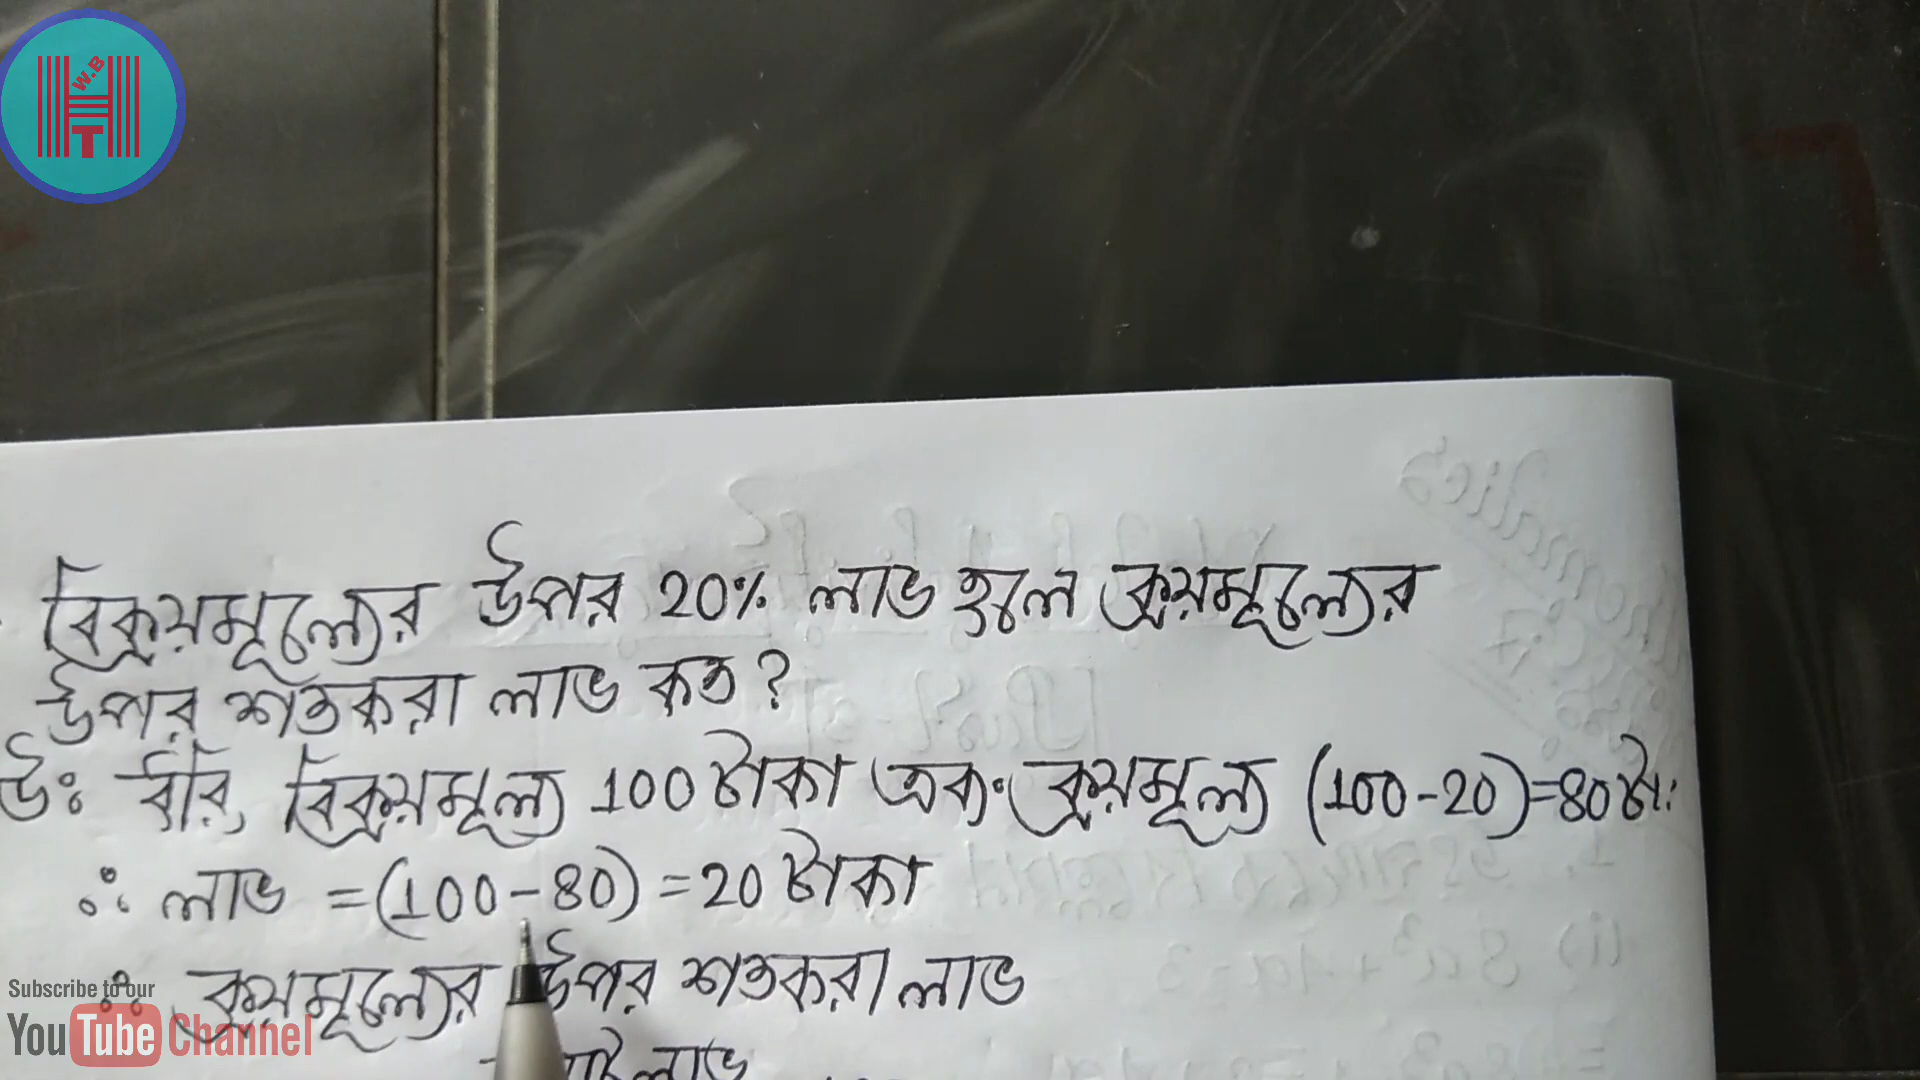 W.B
HT
বিক্রয়মূল্যের উপর 20% লাভ হলে ক্রয়মূল্যের
উপর শতকরা লাভ কত?
উঃ ধরি, বিক্রয়মূল্য 100 টাকা এবং ক্রয়মূল্য (100-20)=80 টা:
∴ লাভ =(100-80) =20 টাকা
∴ ক্রয়মূল্যের উপর শতকরা লাভ
লাভ
Subscribe to our
YouTube Channel